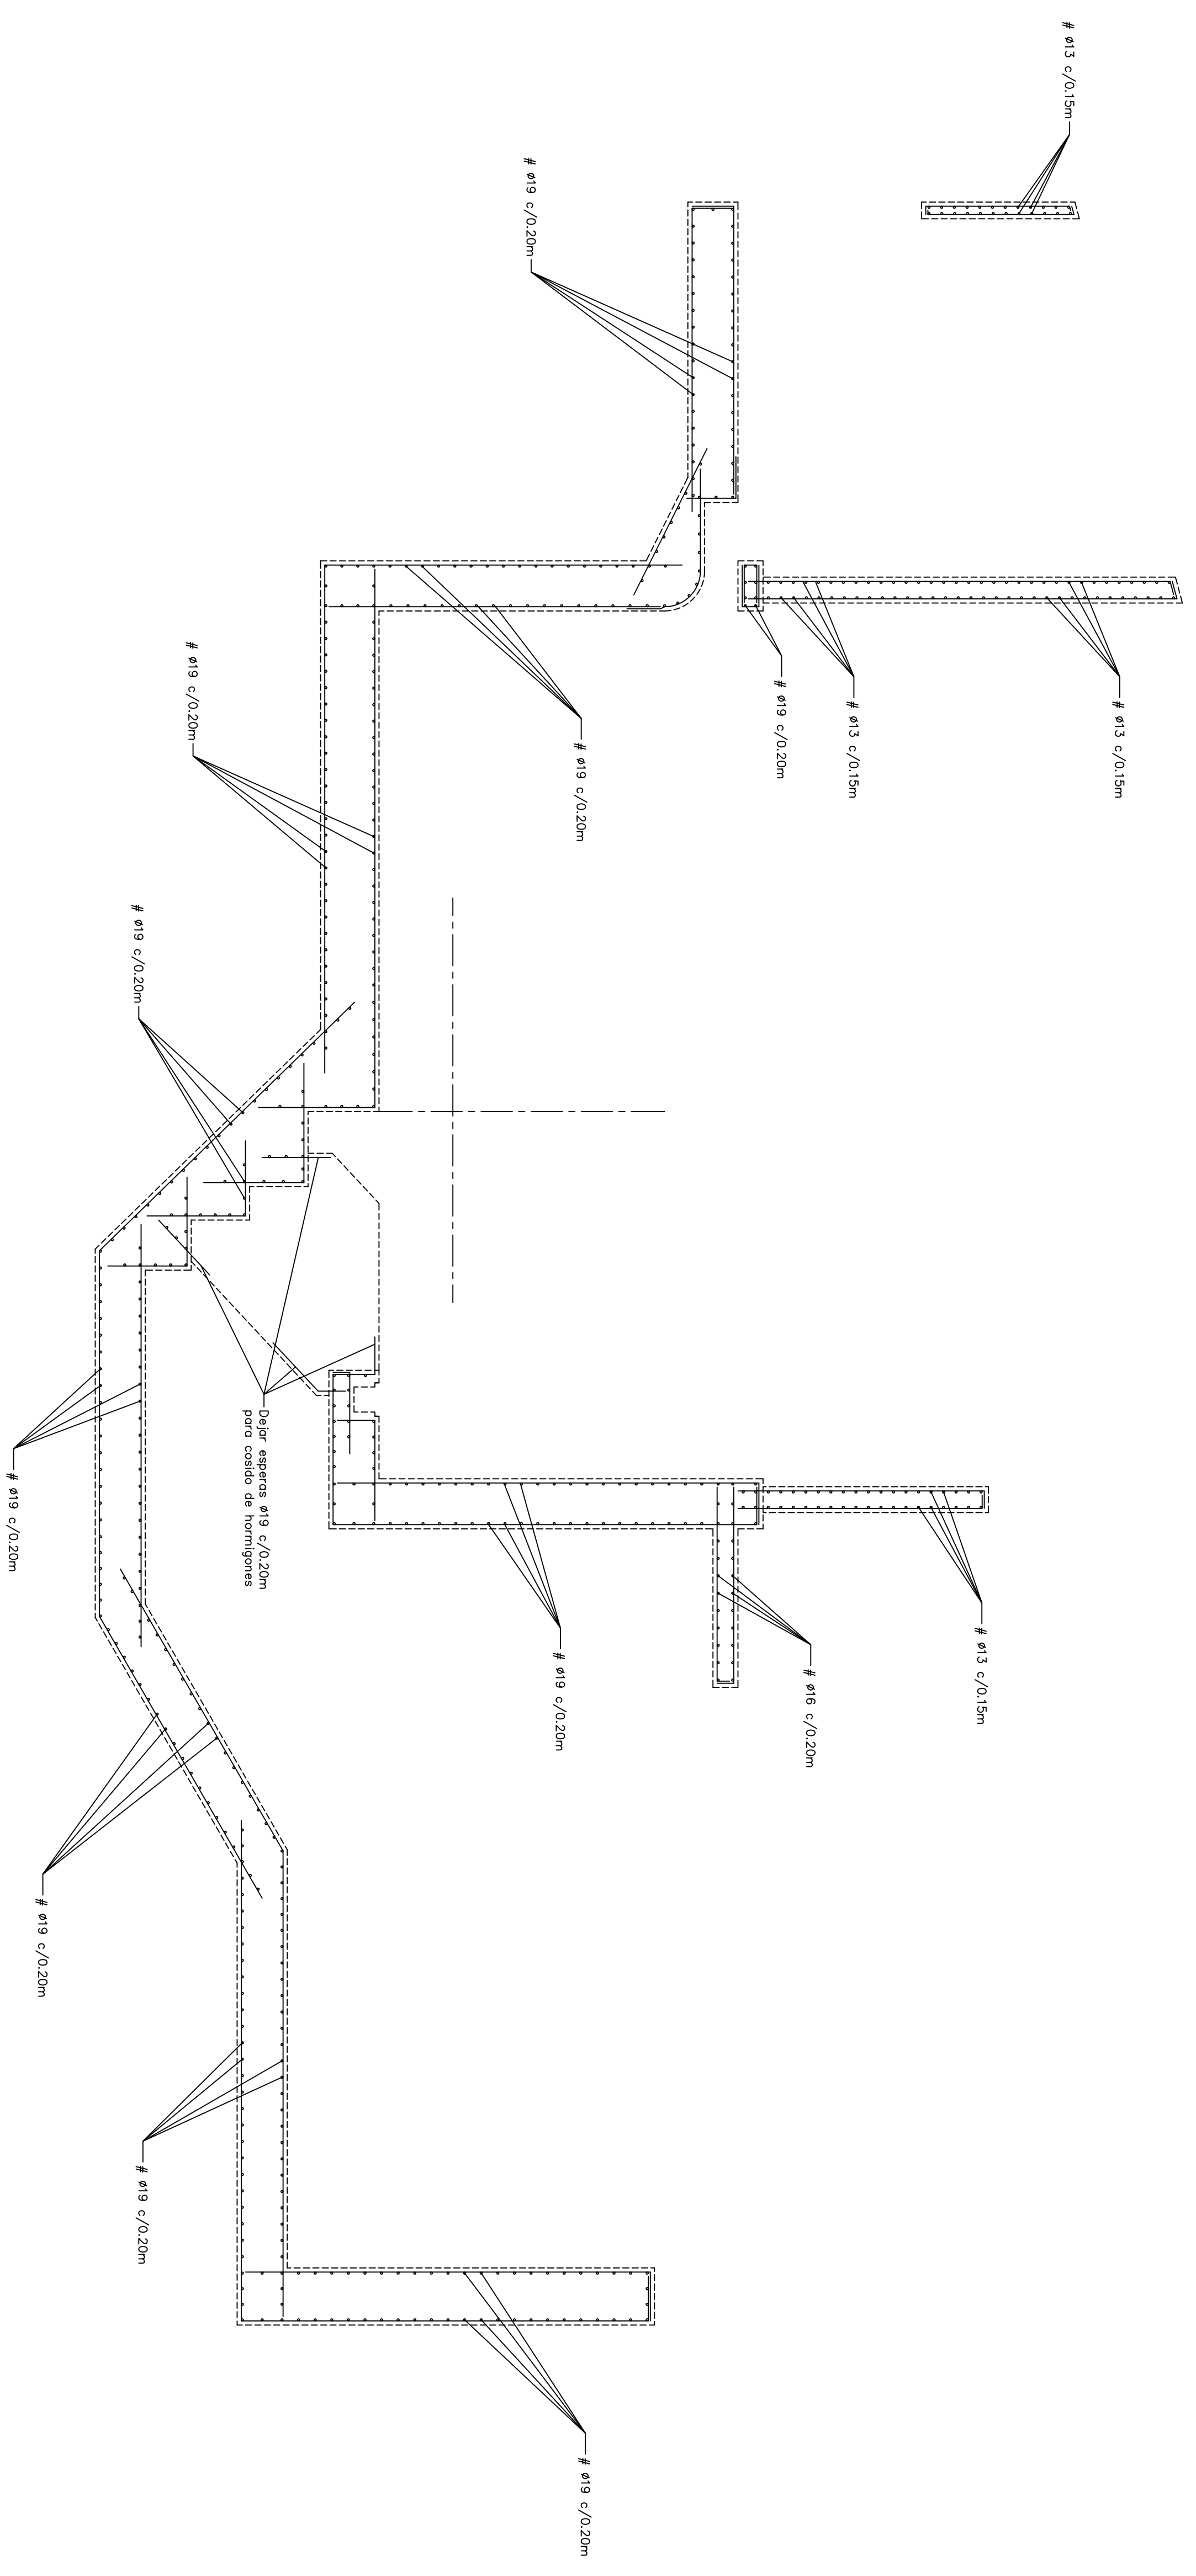 # ø13 c/0.15m
# ø19 c/0.20m
# ø13 c/0.15m
# ø13 c/0.15m
# ø19 c/0.20m
# ø19 c/0.20m
# ø19 c/0.20m
# ø19 c/0.20m
# ø13 c/0.15m
# ø16 c/0.20m
# ø19 c/0.20m
Dejar esperas ø19 c/0.20m
para cosido de hormigones
# ø19 c/0.20m
# ø19 c/0.20m
# ø19 c/0.20m
# ø19 c/0.20m